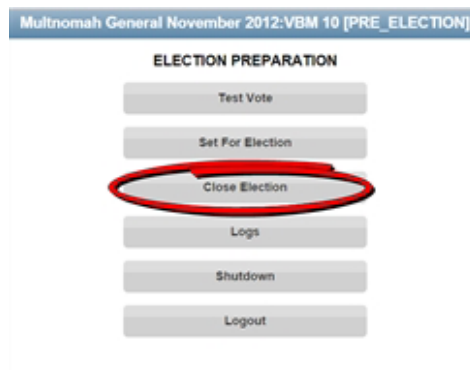 Multnomah General November 2012:VBM 10 [PRE_ELECTION]
ELECTION PREPARATION
Test Vote
Set For Election
Close Election
Logs
Shutdown
Logout